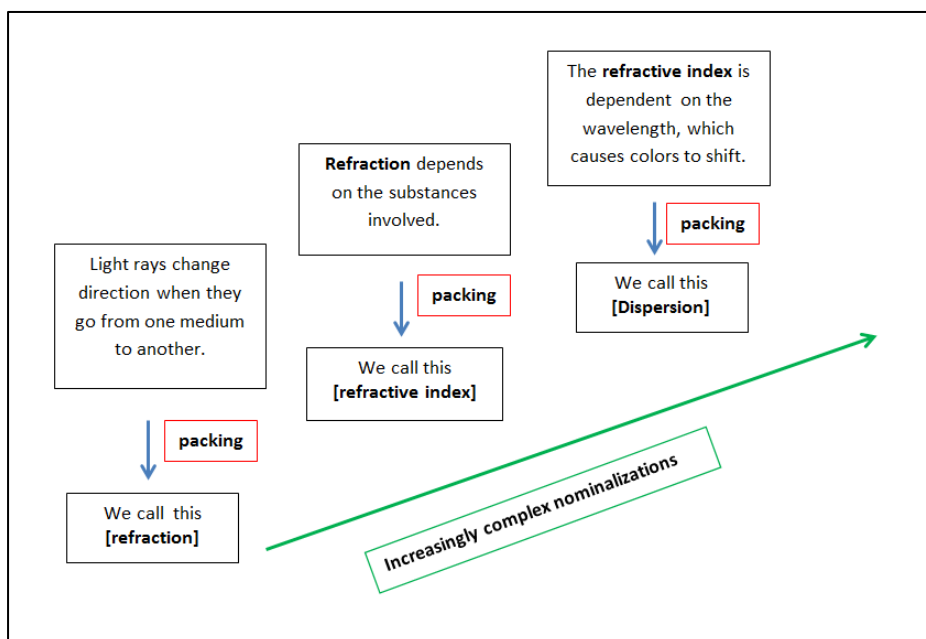 Light rays change
direction when they
go from one medium
to another.
packing
We call this
[refraction]
Refraction depends
on the substances
involved.
packing
We call this
[refractive index]
The refractive index is
dependent on the
wavelength, which
causes colors to shift.
packing
We call this
[Dispersion]
Increasingly complex nominalizations